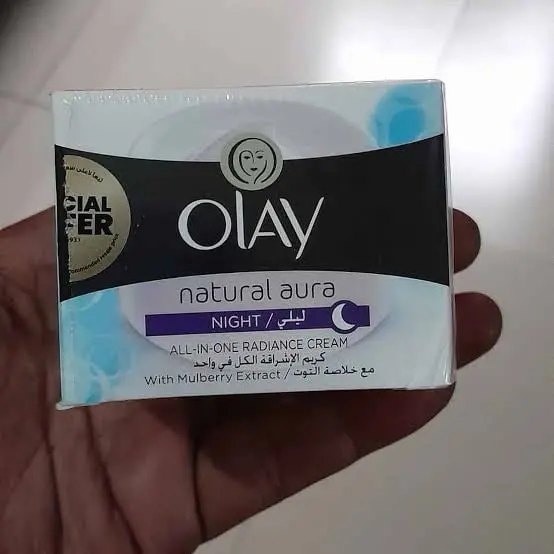 CIAL
FER
OLAY
natural aura
NIGHT / ليلي
ALL-IN-ONE RADIANCE CREAM
كريم الإشراقة الكل في واحد
With Mulberry Extract / مع خلاصة التوت